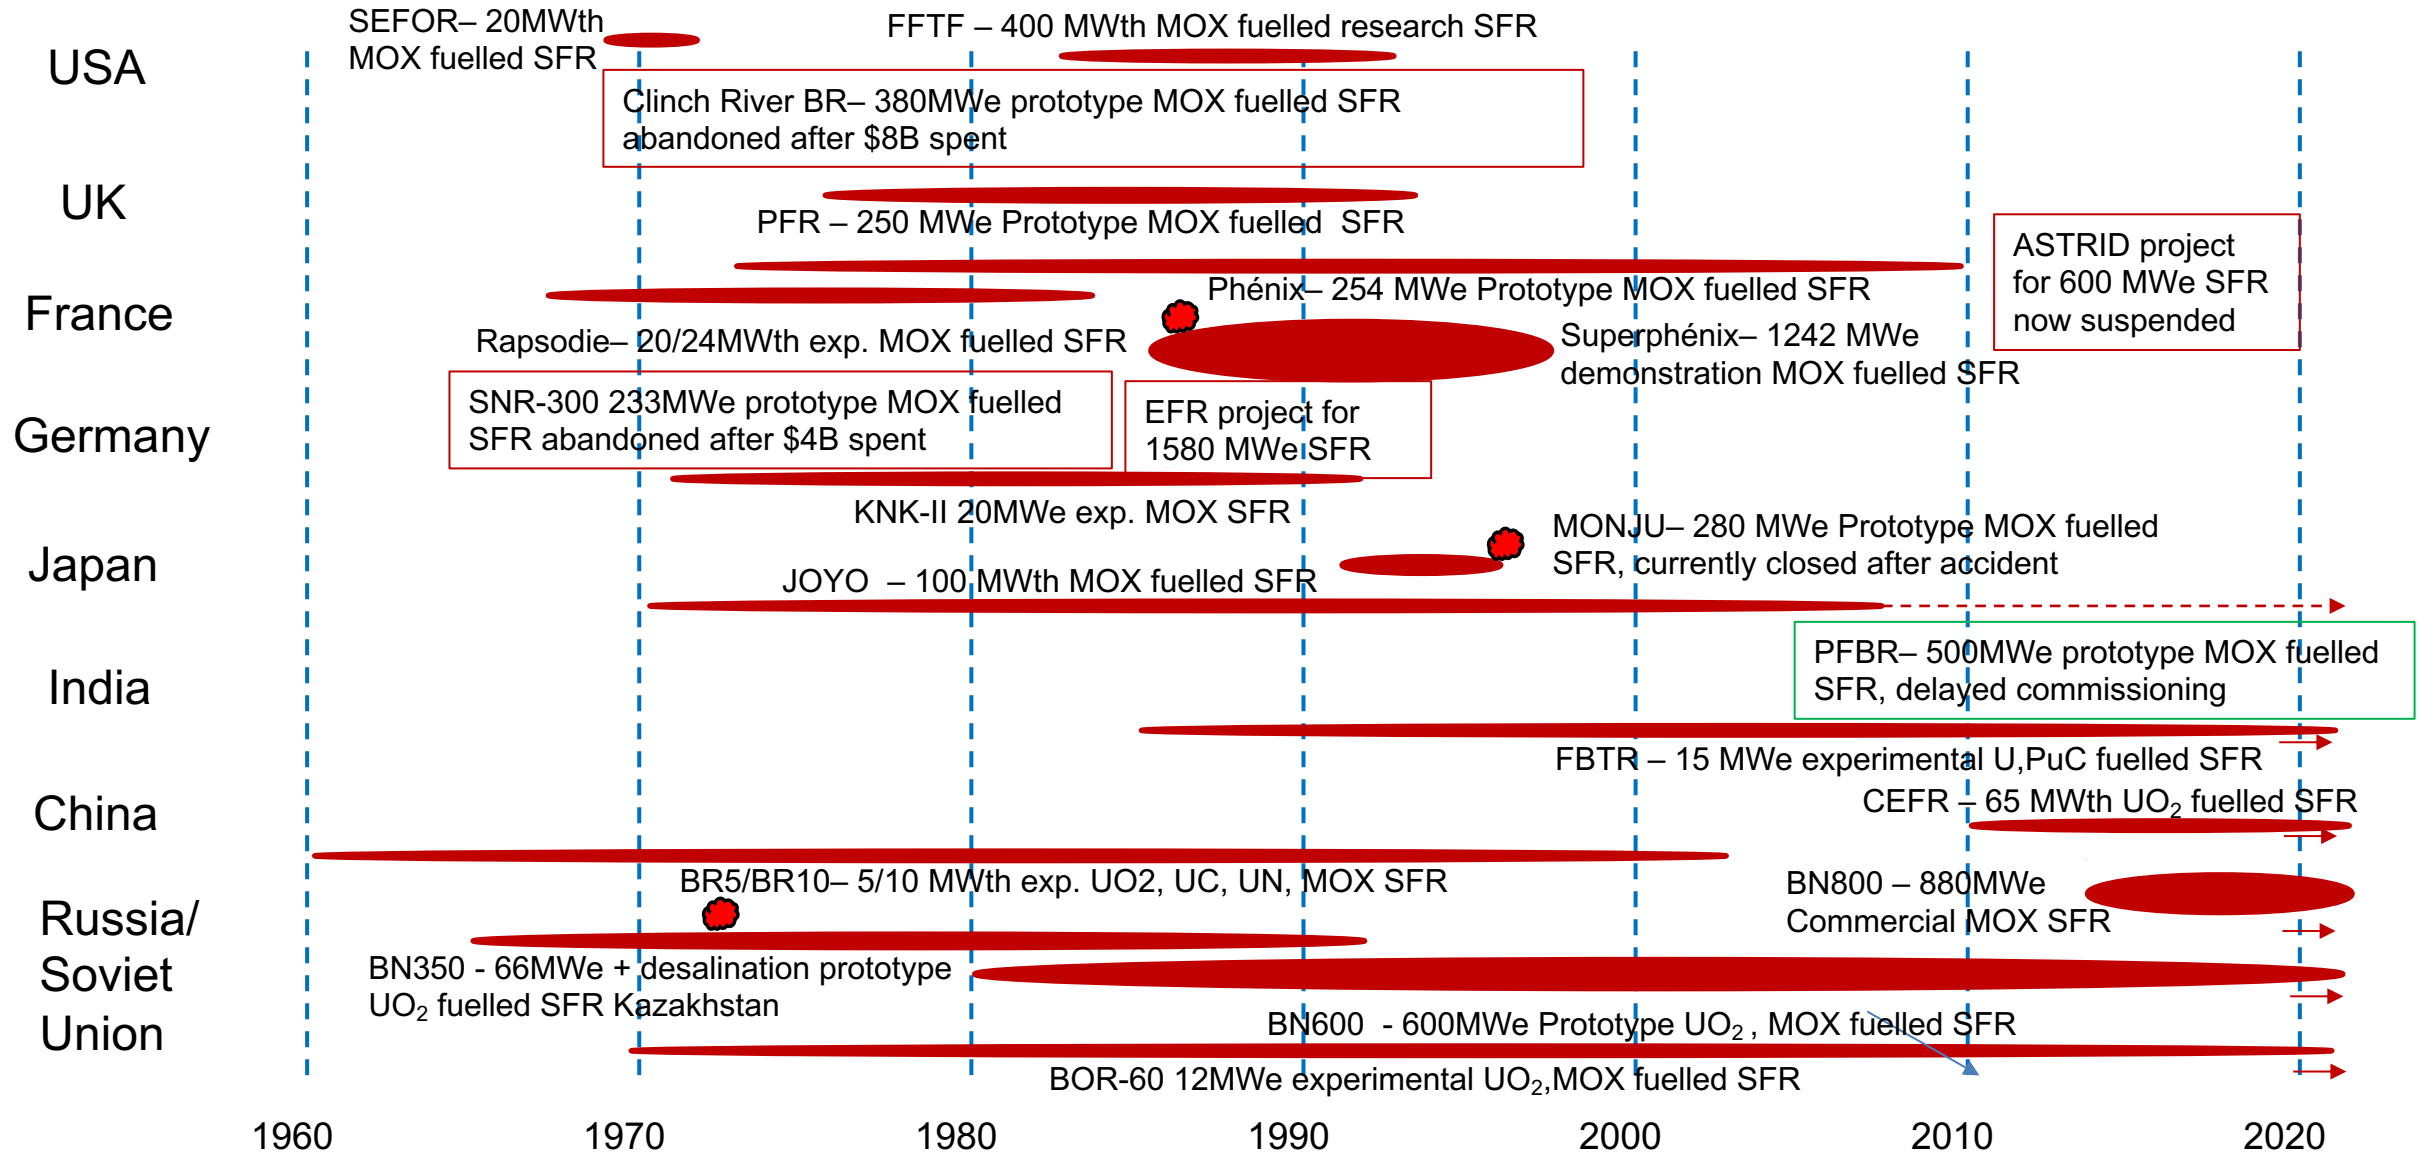 SEFOR– 20MWth
MOX fuelled SFR
FFTF – 400 MWth MOX fuelled research SFR
USA
Clinch River BR– 380MWe prototype MOX fuelled SFR
abandoned after $8B spent
UK
PFR – 250 MWe Prototype MOX fuelled SFR
ASTRID project
for 600 MWe SFR
now suspended
France
Phénix– 254 MWe Prototype MOX fuelled SFR
Rapsodie– 20/24MWth exp. MOX fuelled SFR
Superphénix– 1242 MWe
demonstration MOX fuelled SFR
Germany
SNR-300 233MWe prototype MOX fuelled
SFR abandoned after $4B spent
EFR project for
1580 MWe SFR
KNK-II 20MWe exp. MOX SFR
Japan
MONJU– 280 MWe Prototype MOX fuelled
SFR, currently closed after accident
JOYO – 100 MWth MOX fuelled SFR
India
PFBR– 500MWe prototype MOX fuelled
SFR, delayed commissioning
FBTR – 15 MWe experimental U,PuC fuelled SFR
China
CEFR – 65 MWth UO₂ fuelled SFR
BR5/BR10– 5/10 MWth exp. UO2, UC, UN, MOX SFR
Russia/
Soviet
Union
BN800 – 880MWe
Commercial MOX SFR
BN350 - 66MWe + desalination prototype
UO₂ fuelled SFR Kazakhstan
BN600 - 600MWe Prototype UO₂ , MOX fuelled SFR
BOR-60 12MWe experimental UO₂,MOX fuelled SFR
1960 1970 1980 1990 2000 2010 2020